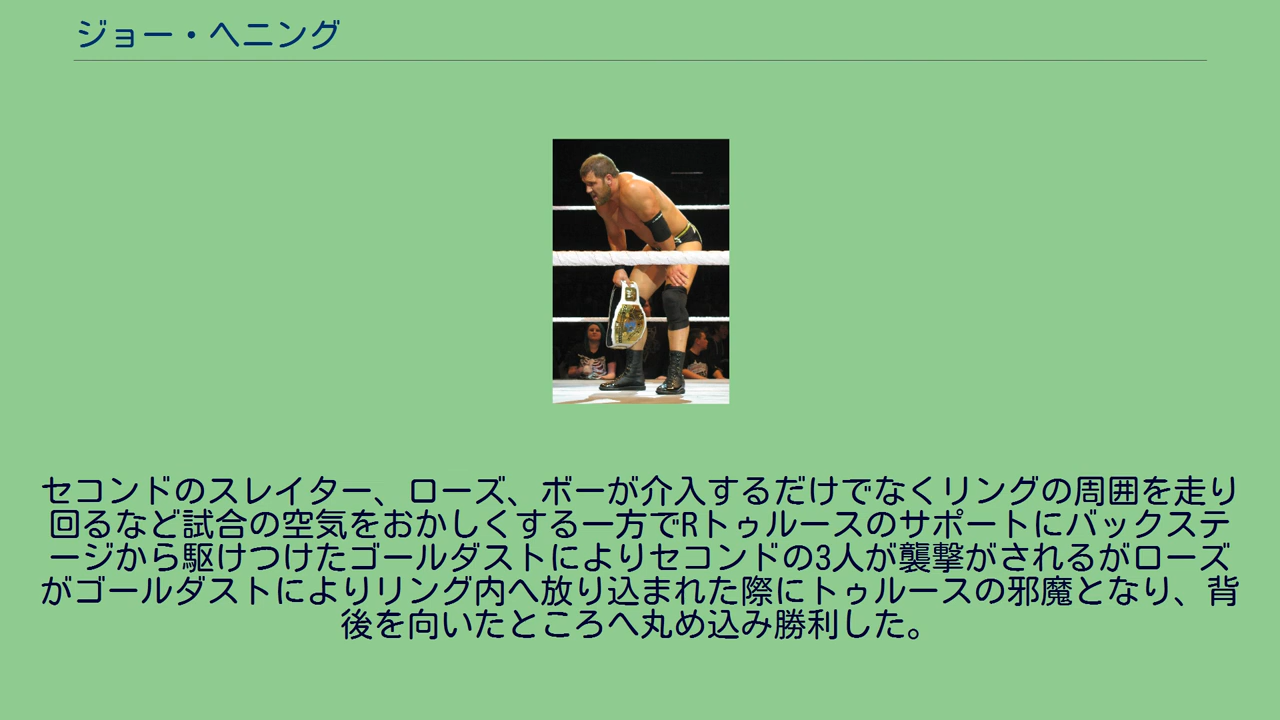 ジョー・ヘニング
セコンドのスレイター、ローズ、ボーが介入するだけでなくリングの周囲を走り
回るなど試合の空気をおかしくする一方でRトゥルースのサポートにバックステ
ージから駆けつけたゴールダストによりセコンドの3人が襲撃がされるがローズ
がゴールダストによりリング内へ放り込まれた際にトゥルースの邪魔となり、背
後を向いたところへ丸め込み勝利した。